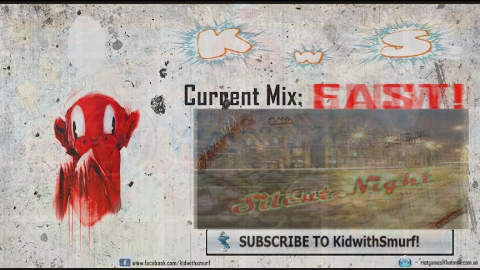 K w S
Current Mix: FAST!
Silent Night
SUBSCRIBE TO KidwithSmurf!
www.facebook.com/kidwithsmurf